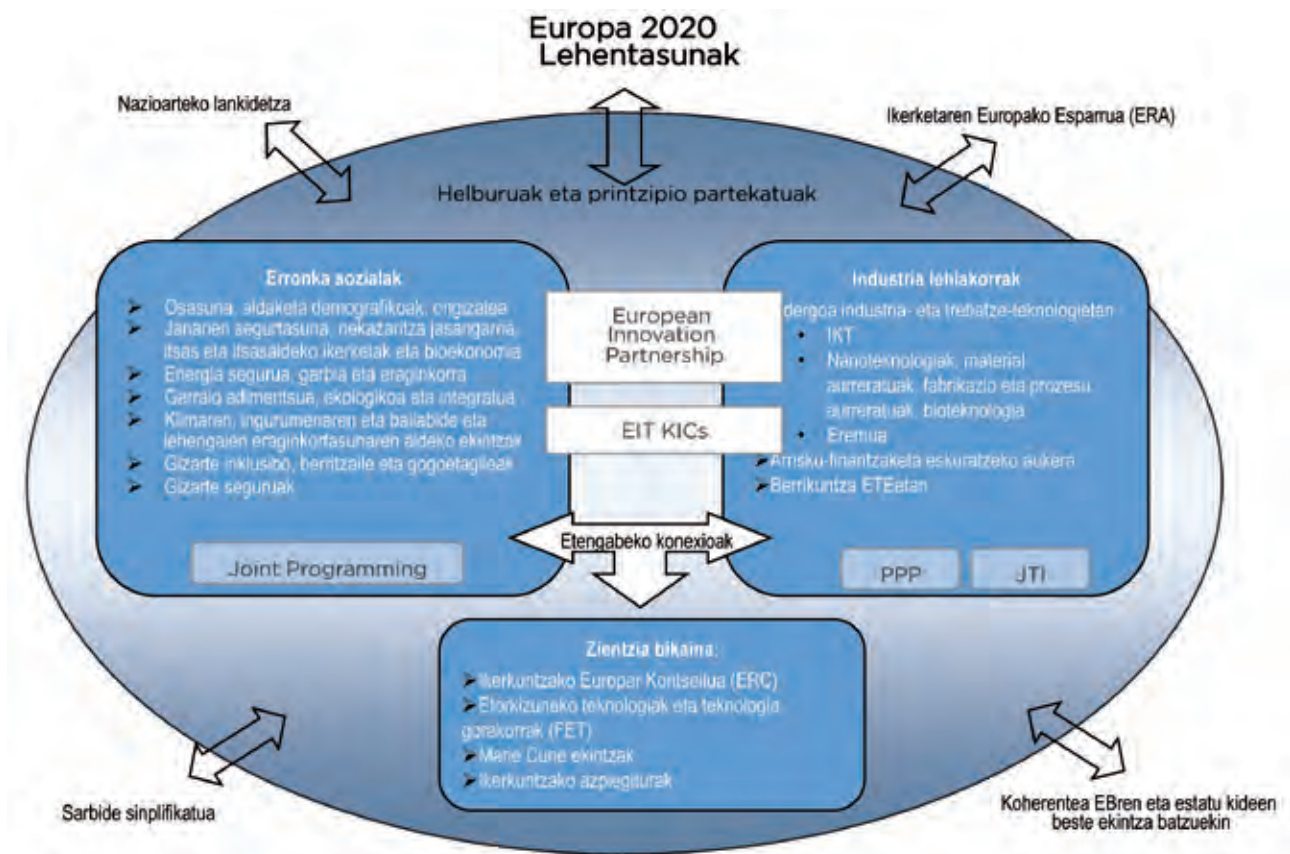 Europa 2020
Lehentasunak
Nazioarteko lankidetza
Ikerketaren Europako Esparrua (ERA)
Helburuak eta printzipio partekatuak
Erronka sozialak
Osasuna, aldaketa demografikoak, ongizatea
Janarien segurtasuna, nekazaritza jasangarria,
itsas eta itsasaldeko ikerketak eta bioekonomia
Energia segurua, garbia eta eraginkorra
Garraio adimentsua, ekologikoa eta integratua
Klimaren, ingurumenaren eta baliabide eta
lehengaien eraginkortasunaren aldeko ekintzak
Gizarte inklusibo, berritzaile eta gogoetagileak
Gizarte seguruak
Joint Programming
European
Innovation
Partnership
EIT KICs
Etengabeko konexioak
Industria lehiakorrak
dergoa industria- eta trebatze-teknologietan
• IKT
• Nanoteknologiak, material
aurreratuak, fabrikazio eta prozesu
aurreratuak, bioteknologia
• Eremua
Arrisku-finantzaketa eskuratzeko aukera
Berrikuntza ETEetan
PPP
JTI
Zientzia bikaina:
Ikerkuntzako Europar Kontseilua (ERC)
Etorkizuneko teknologiak eta teknologia
gorakorrak (FET)
Marie Curie ekintzak
Ikerkuntzako azpiegiturak
Sarbide sinplifikatua
Koherentea EBren eta estatu kideen
beste ekintza batzuekin